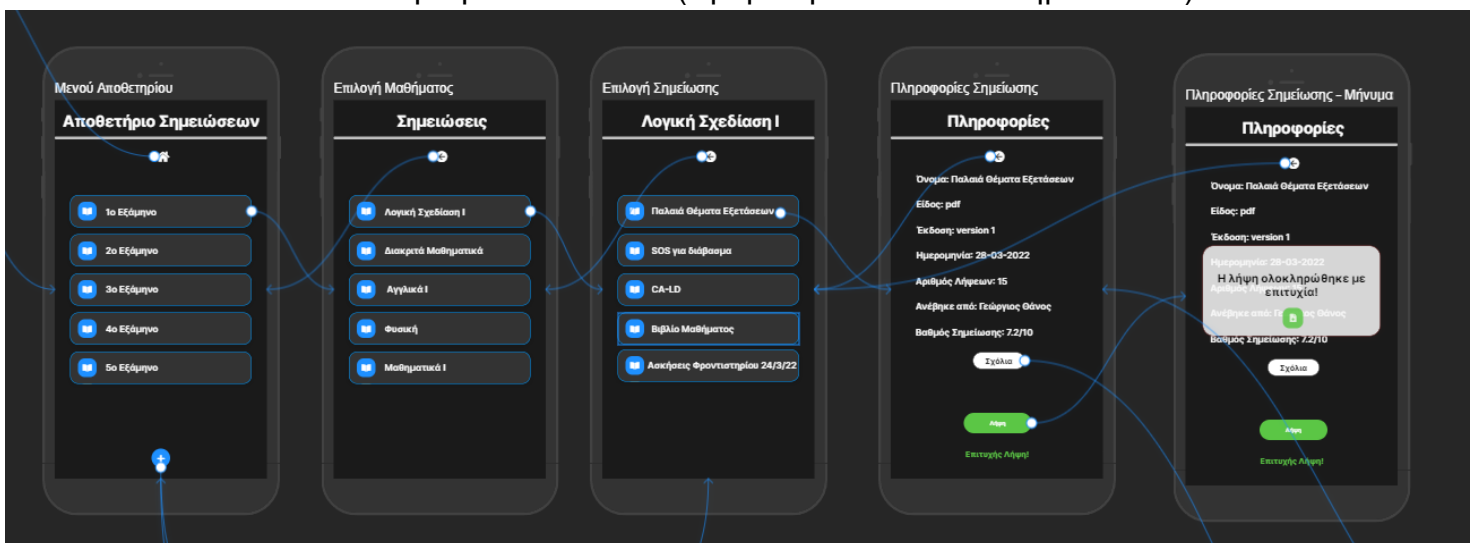 Μενού Αποθετηρίου
Αποθετήριο Σημειώσεων
1ο Εξάμηνο
2ο Εξάμηνο
3ο Εξάμηνο
4ο Εξάμηνο
5ο Εξάμηνο
Επιλογή Μαθήματος
Σημειώσεις
Λογική Σχεδίαση Ι
Διακριτά Μαθηματικά
Αγγλικά Ι
Φυσική
Μαθηματικά Ι
Επιλογή Σημείωσης
Λογική Σχεδίαση Ι
Παλαιά Θέματα Εξετάσεων
SOS για διάβασμα
CA-LD
Βιβλίο Μαθήματος
Ασκήσεις Φροντιστηρίου 24/3/22
Πληροφορίες Σημείωσης
Πληροφορίες
Όνομα: Παλαιά Θέματα Εξετάσεων
Είδος: pdf
Έκδοση: version 1
Ημερομηνία: 28-03-2022
Αριθμός Λήψεων: 15
Ανέβηκε από: Γεώργιος Θάνος
Βαθμός Σημείωσης: 7.2/10
Σχόλια
Λήψη
Επιτυχής Λήψη!
Πληροφορίες Σημείωσης – Μήνυμα
Πληροφορίες
Όνομα: Παλαιά Θέματα Εξετάσεων
Είδος: pdf
Έκδοση: version 1
Ημερομηνία: 28-03-2022
Η λήψη ολοκληρώθηκε με
επιτυχία!
Βαθμός Σημείωσης: 7.2/10
Σχόλια
Λήψη
Επιτυχής Λήψη!